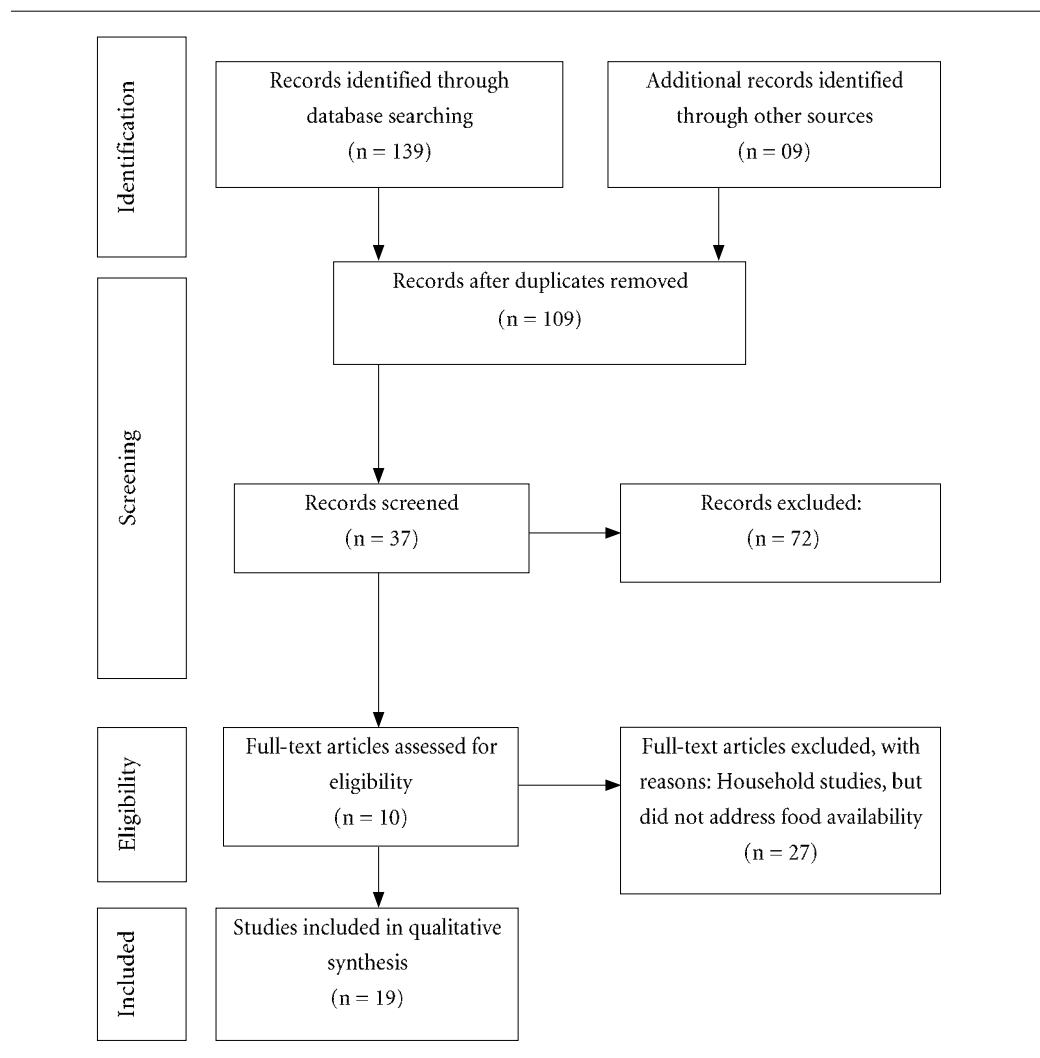 Identification
Records identified through
database searching
(n = 139)
Additional records identified
through other sources
(n = 09)
Screening
Records after duplicates removed
(n = 109)
Records screened
(n = 37)
Records excluded:
(n = 72)
Eligibility
Full-text articles assessed for
eligibility
(n = 10)
Full-text articles excluded, with
reasons: Household studies, but
did not address food availability
(n = 27)
Included
Studies included in qualitative
synthesis
(n = 19)